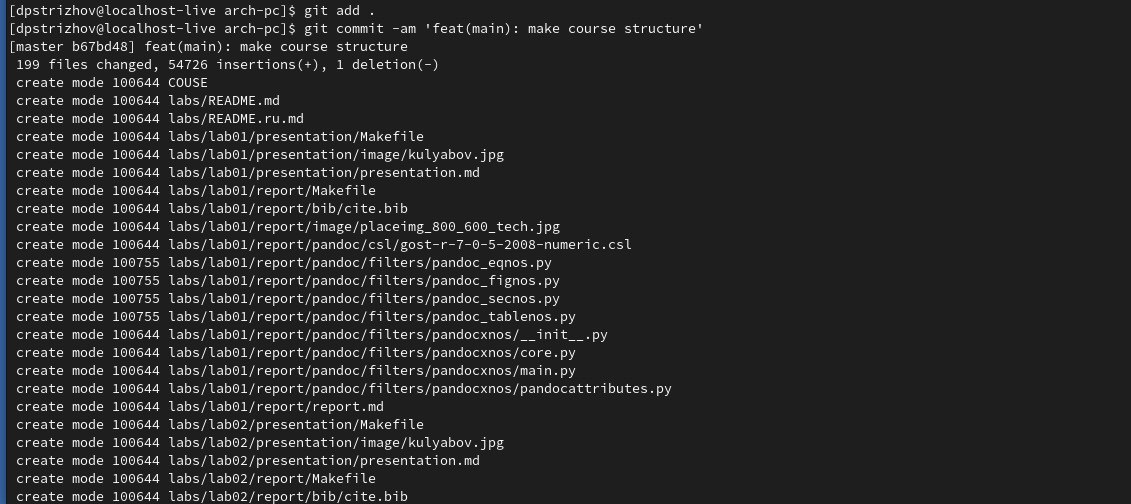 [dpstrizhov@localhost-live arch-pc]$ git add .
[dpstrizhov@localhost-live arch-pc]$ git commit -am 'feat(main): make course structure'
[master b67bd48] feat(main): make course structure
 199 files changed, 54726 insertions(+), 1 deletion(-)
 create mode 100644 COUSE
 create mode 100644 labs/README.md
 create mode 100644 labs/README.ru.md
 create mode 100644 labs/lab01/presentation/Makefile
 create mode 100644 labs/lab01/presentation/image/kulyabov.jpg
 create mode 100644 labs/lab01/presentation/presentation.md
 create mode 100644 labs/lab01/report/Makefile
 create mode 100644 labs/lab01/report/bib/cite.bib
 create mode 100644 labs/lab01/report/image/placeimg_800_600_tech.jpg
 create mode 100644 labs/lab01/report/pandoc/csl/gost-r-7-0-5-2008-numeric.csl
 create mode 100755 labs/lab01/report/pandoc/filters/pandoc_eqnos.py
 create mode 100755 labs/lab01/report/pandoc/filters/pandoc_fignos.py
 create mode 100755 labs/lab01/report/pandoc/filters/pandoc_secnos.py
 create mode 100755 labs/lab01/report/pandoc/filters/pandoc_tablenos.py
 create mode 100644 labs/lab01/report/pandoc/filters/pandocxnos/__init__.py
 create mode 100644 labs/lab01/report/pandoc/filters/pandocxnos/core.py
 create mode 100644 labs/lab01/report/pandoc/filters/pandocxnos/main.py
 create mode 100644 labs/lab01/report/pandoc/filters/pandocxnos/pandocattributes.py
 create mode 100644 labs/lab01/report/report.md
 create mode 100644 labs/lab02/presentation/Makefile
 create mode 100644 labs/lab02/presentation/image/kulyabov.jpg
 create mode 100644 labs/lab02/presentation/presentation.md
 create mode 100644 labs/lab02/report/Makefile
 create mode 100644 labs/lab02/report/bib/cite.bib